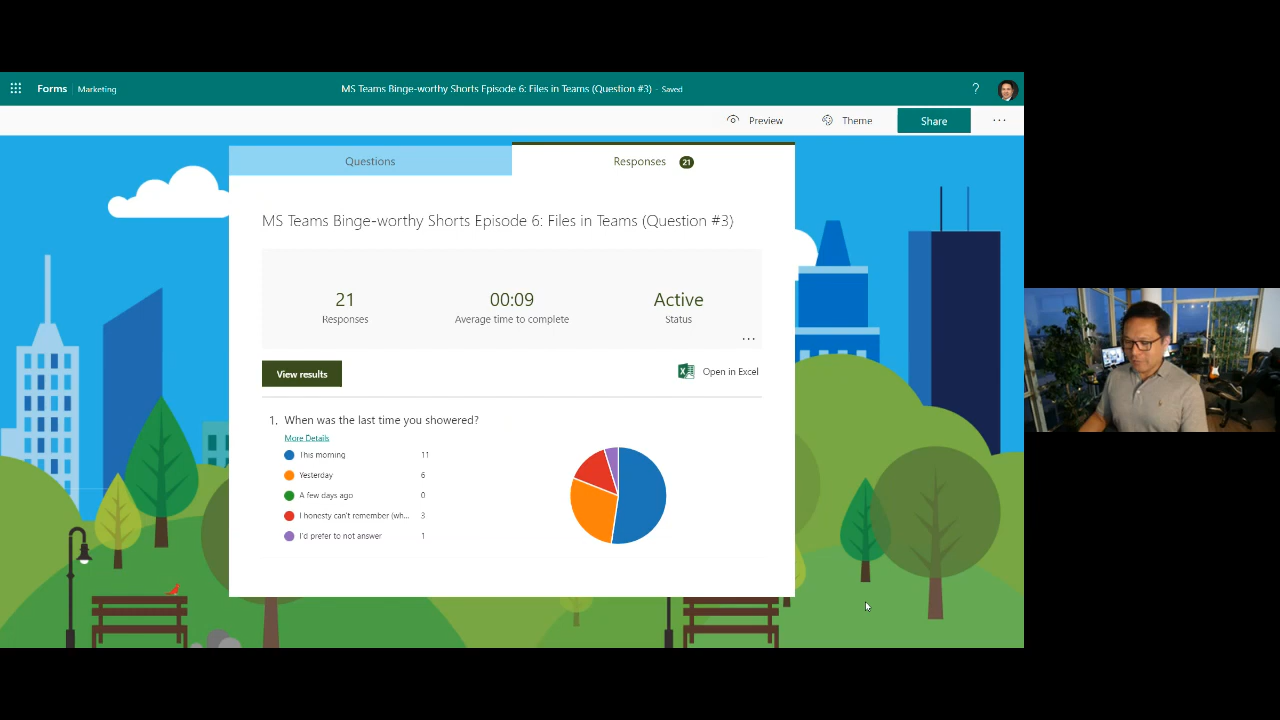 Forms Marketing MS Teams Binge-worthy Shorts Episode 6: Files in Teams (Question #3) - Saved ?
Preview Theme Share ...
Questions Responses 21
MS Teams Binge-worthy Shorts Episode 6: Files in Teams (Question #3)
21 00:09 Active
Responses Average time to complete Status
...
View results Open in Excel
1. When was the last time you showered?
More Details
This morning 11
Yesterday 6
A few days ago 0
I honesty can't remember (wh... 3
I'd prefer to not answer 1